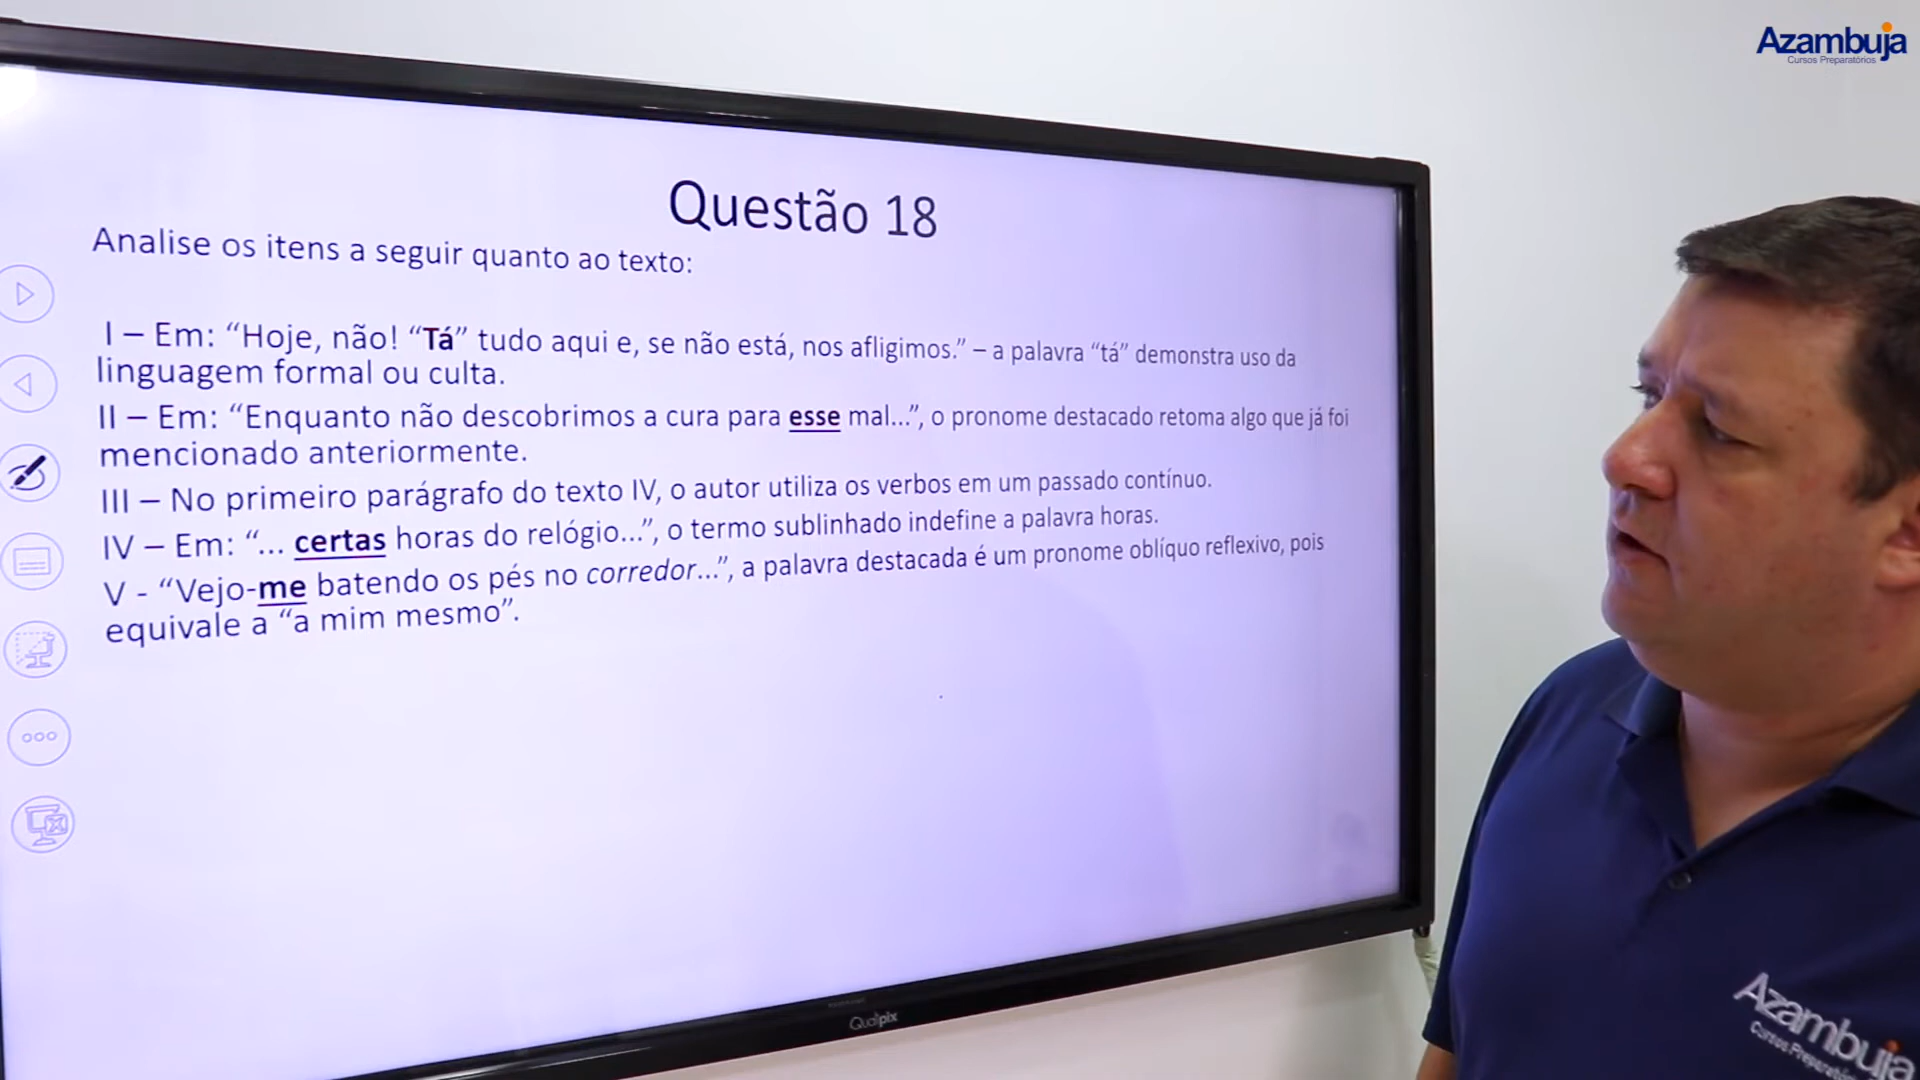 Azambuja
Cursos Preparatórios
Questão 18
Analise os itens a seguir quanto ao texto:
I – Em: “Hoje, não! “Tá” tudo aqui e, se não está, nos afligimos.” – a palavra “tá” demonstra uso da
linguagem formal ou culta.
II – Em: “Enquanto não descobrimos a cura para esse mal...”, o pronome destacado retoma algo que já foi
mencionado anteriormente.
III – No primeiro parágrafo do texto IV, o autor utiliza os verbos em um passado contínuo.
IV – Em: “... certas horas do relógio...”, o termo sublinhado indefine a palavra horas.
V - “Vejo-me batendo os pés no corredor...”, a palavra destacada é um pronome oblíquo reflexivo, pois
equivale a “a mim mesmo”.
Qualipix
Azambuja
Cursos Preparatórios